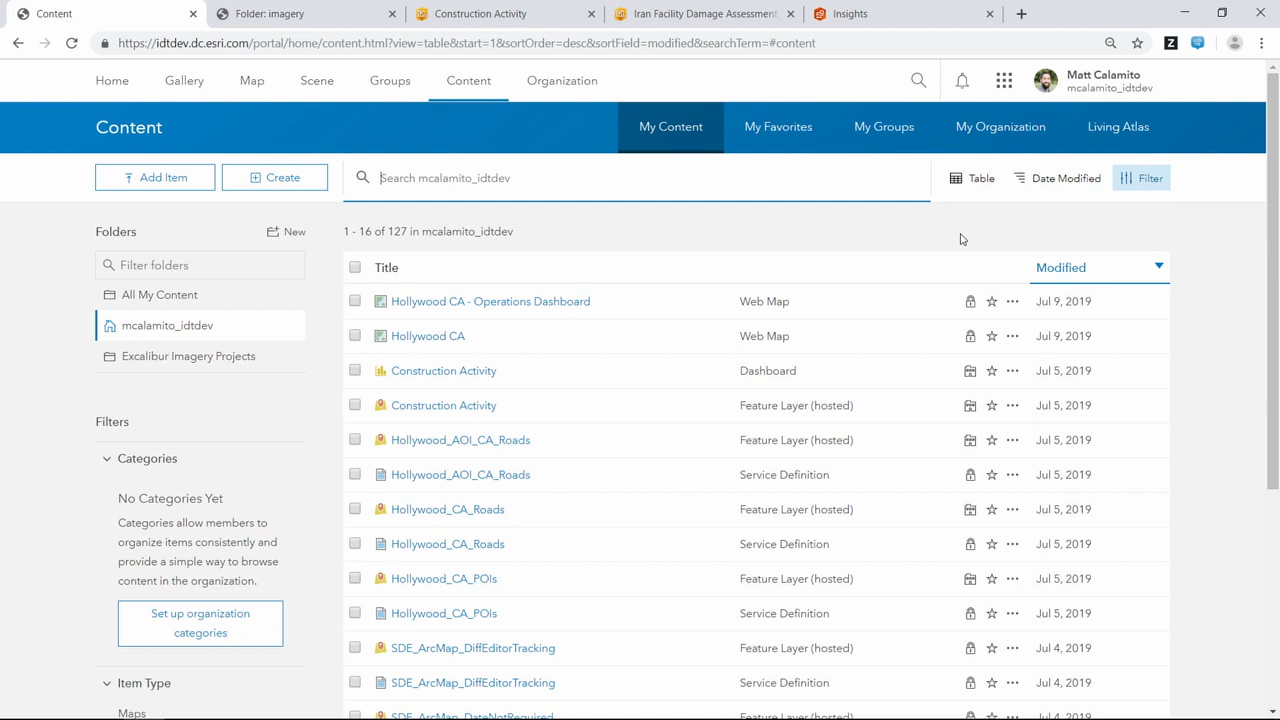 Content
Folder: imagery
Construction Activity
Iran Facility Damage Assessment
Insights
https://idtdev.dc.esri.com/portal/home/content.html?view=table&start=1&sortOrder=desc&sortField=modified&searchTerm=#content
Home Gallery Map Scene Groups Content Organization
Matt Calamito
mcalamito_idtdev
Content
My Content My Favorites My Groups My Organization Living Atlas
Add Item Create Search mcalamito_idtdev Table Date Modified Filter
Folders New
Filter folders
All My Content
mcalamito_idtdev
Excalibur Imagery Projects
Filters
Categories
No Categories Yet
Categories allow members to
organize items consistently and
provide a simple way to browse
content in the organization.
Set up organization
categories
Item Type
Maps
1 - 16 of 127 in mcalamito_idtdev
Title Modified
Hollywood CA - Operations Dashboard Web Map Jul 9, 2019
Hollywood CA Web Map Jul 9, 2019
Construction Activity Dashboard Jul 5, 2019
Construction Activity Feature Layer (hosted) Jul 5, 2019
Hollywood_AOI_CA_Roads Feature Layer (hosted) Jul 5, 2019
Hollywood_AOI_CA_Roads Service Definition Jul 5, 2019
Hollywood_CA_Roads Feature Layer (hosted) Jul 5, 2019
Hollywood_CA_Roads Service Definition Jul 5, 2019
Hollywood_CA_POIs Feature Layer (hosted) Jul 5, 2019
Hollywood_CA_POIs Service Definition Jul 5, 2019
SDE_ArcMap_DiffEditorTracking Feature Layer (hosted) Jul 4, 2019
SDE_ArcMap_DiffEditorTracking Service Definition Jul 4, 2019
SDE_ArcMap_DateNotRequired Feature Layer (hosted) Jul 4, 2019